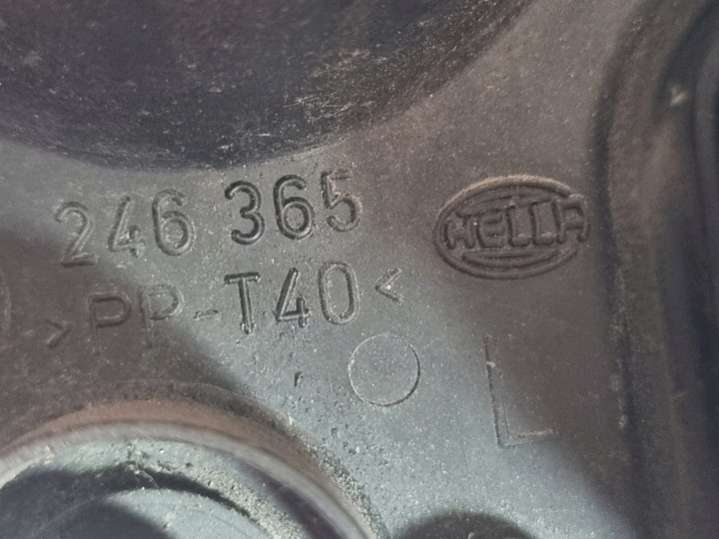 246 365
HELLA
>PP-T40<
L